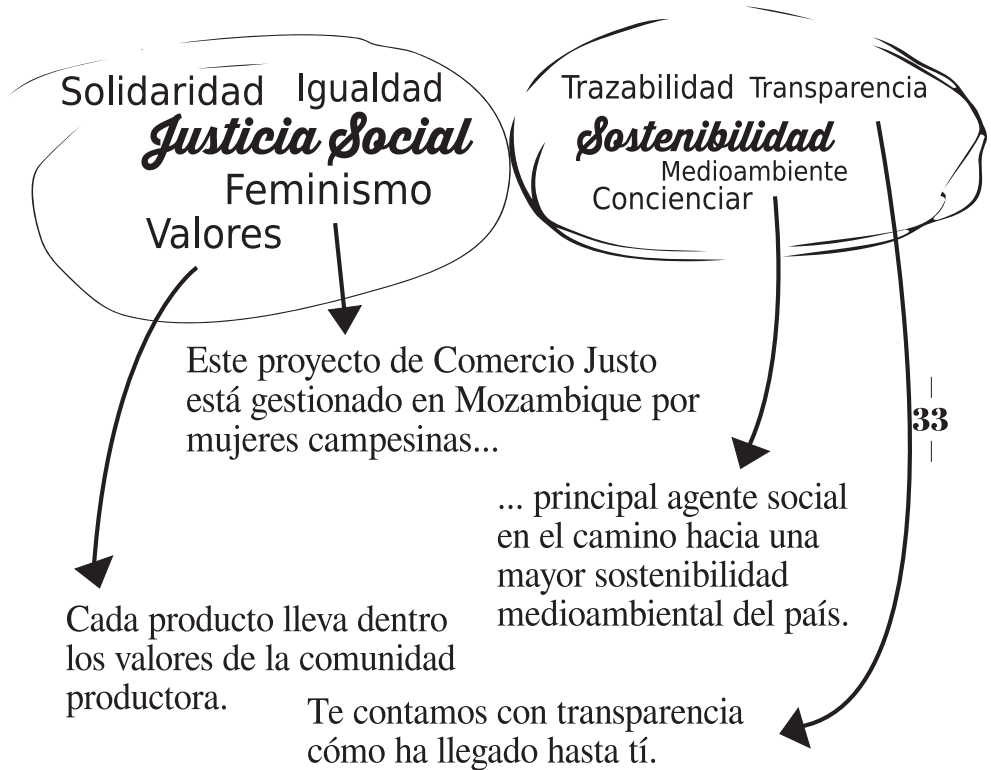 Solidaridad Igualdad
Justicia Social
Feminismo
Valores
Trazabilidad Transparencia
Sostenibilidad
Medioambiente
Concienciar
Este proyecto de Comercio Justo
está gestionado en Mozambique por
mujeres campesinas...
33
... principal agente social
en el camino hacia una
mayor sostenibilidad
medioambiental del país.
Cada producto lleva dentro
los valores de la comunidad
productora.
Te contamos con transparencia
cómo ha llegado hasta tí.